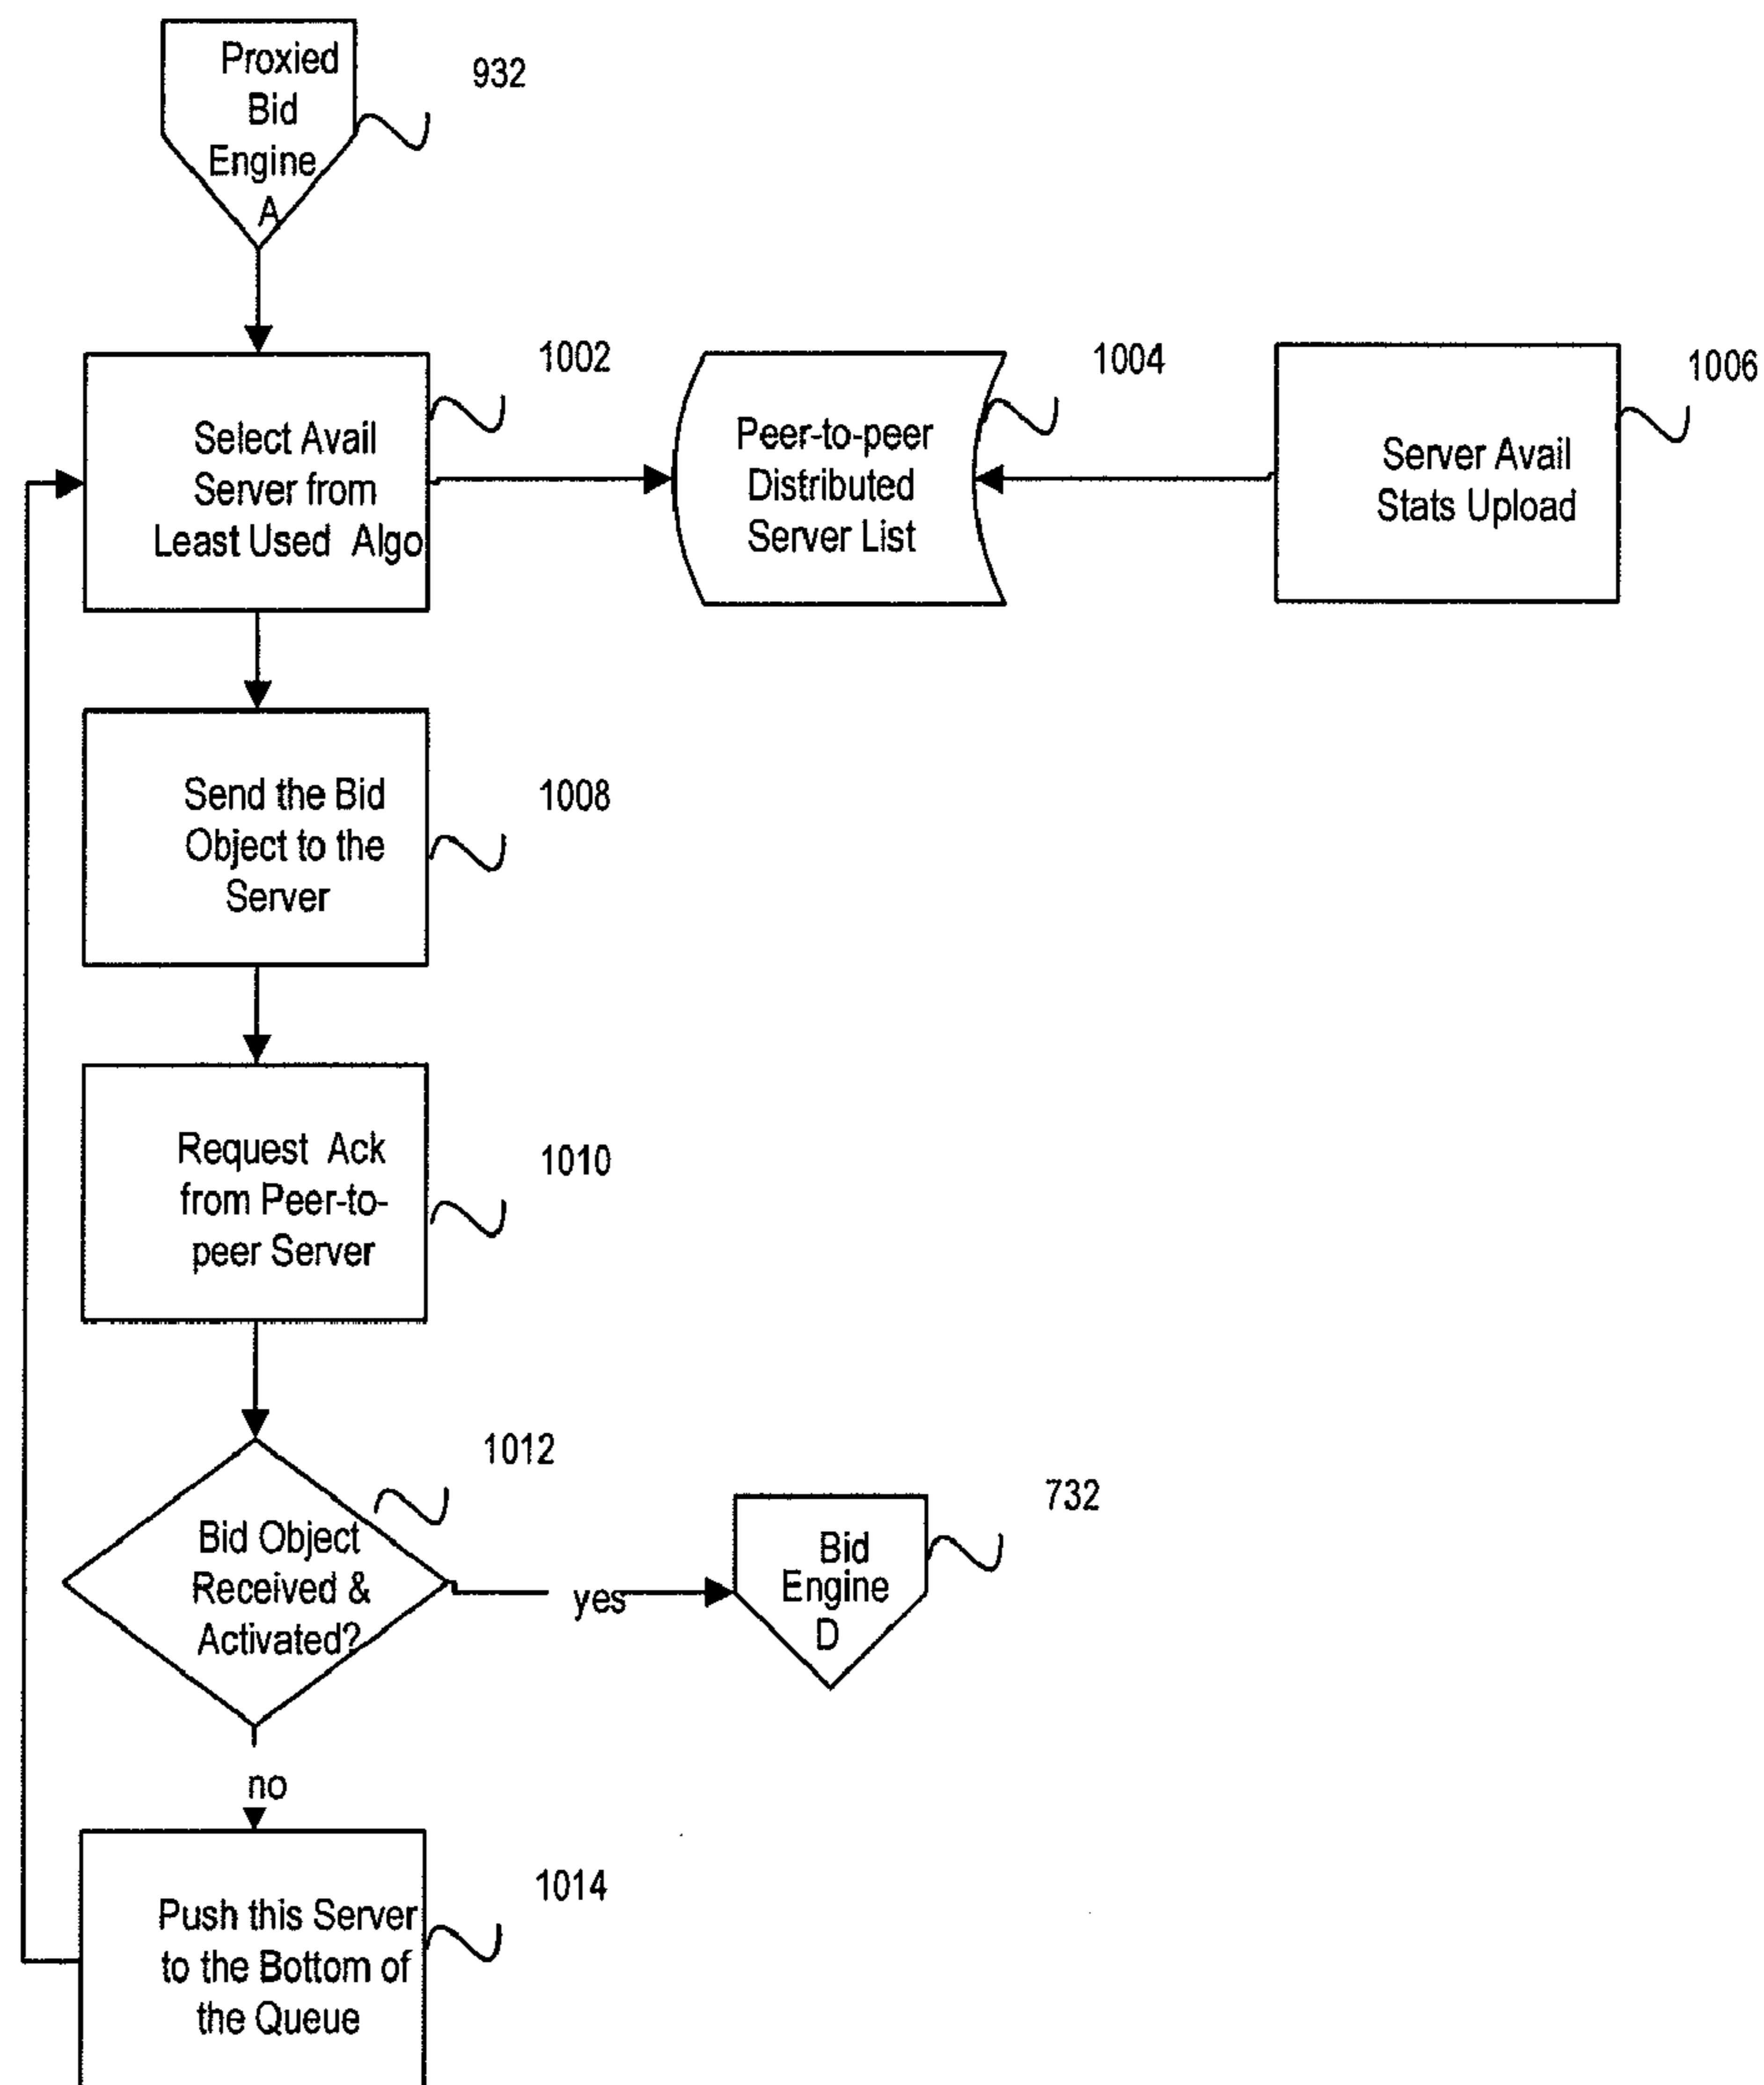 Proxied
Bid
Engine
A
932
Select Avail
Server from
Least Used Algo
1002
Peer-to-peer
Distributed
Server List
1004
Server Avail
Stats Upload
1006
Send the Bid
Object to the
Server
1008
Request Ack
from Peer-to-
peer Server
1010
Bid Object
Received &
Activated?
1012
yes
Bid
Engine
D
732
no
Push this Server
to the Bottom of
the Queue
1014